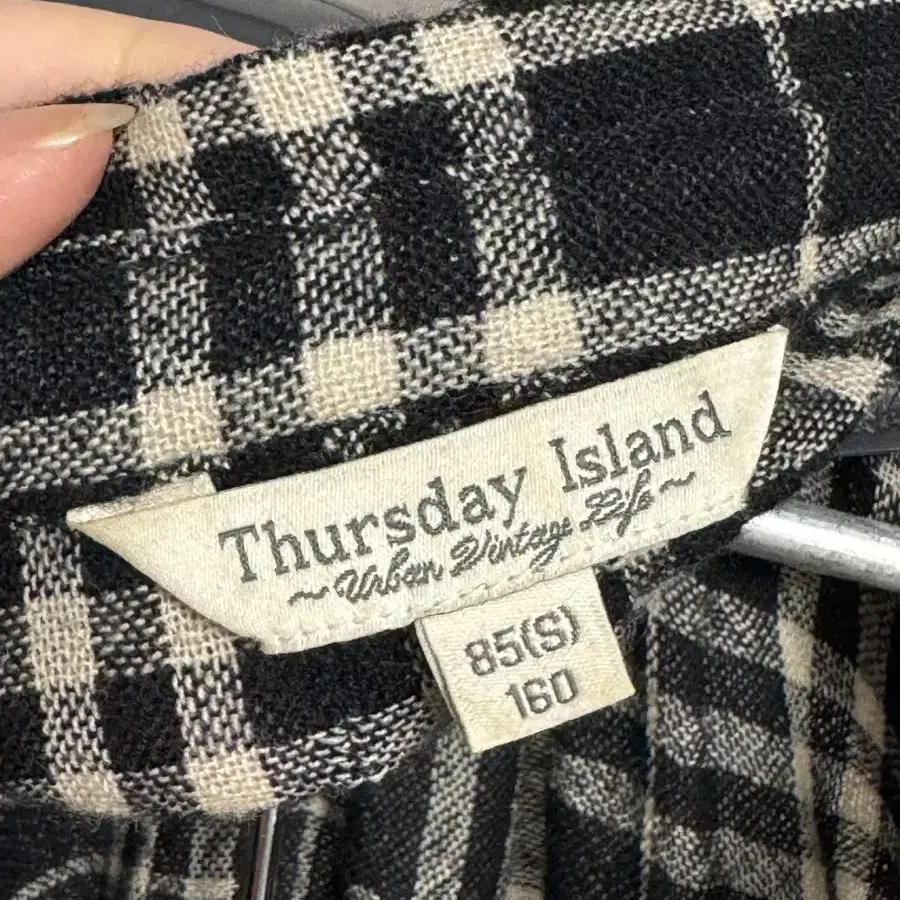 Thursday Island
~ Urban Vintage Life ~
85(S)
160